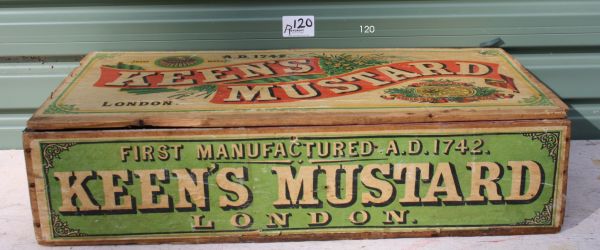 120
120
A.D. 1742
KEEN'S
MUSTARD
LONDON
FIRST MANUFACTURED A.D. 1742.
KEEN'S MUSTARD
LONDON.